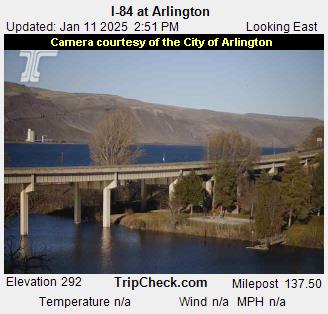 I-84 at Arlington
Updated: Jan 11 2025 2:51 PM Looking East
Camera courtesy of the City of Arlington
Elevation 292 TripCheck.com Milepost 137.50
Temperature n/a Wind n/a MPH n/a